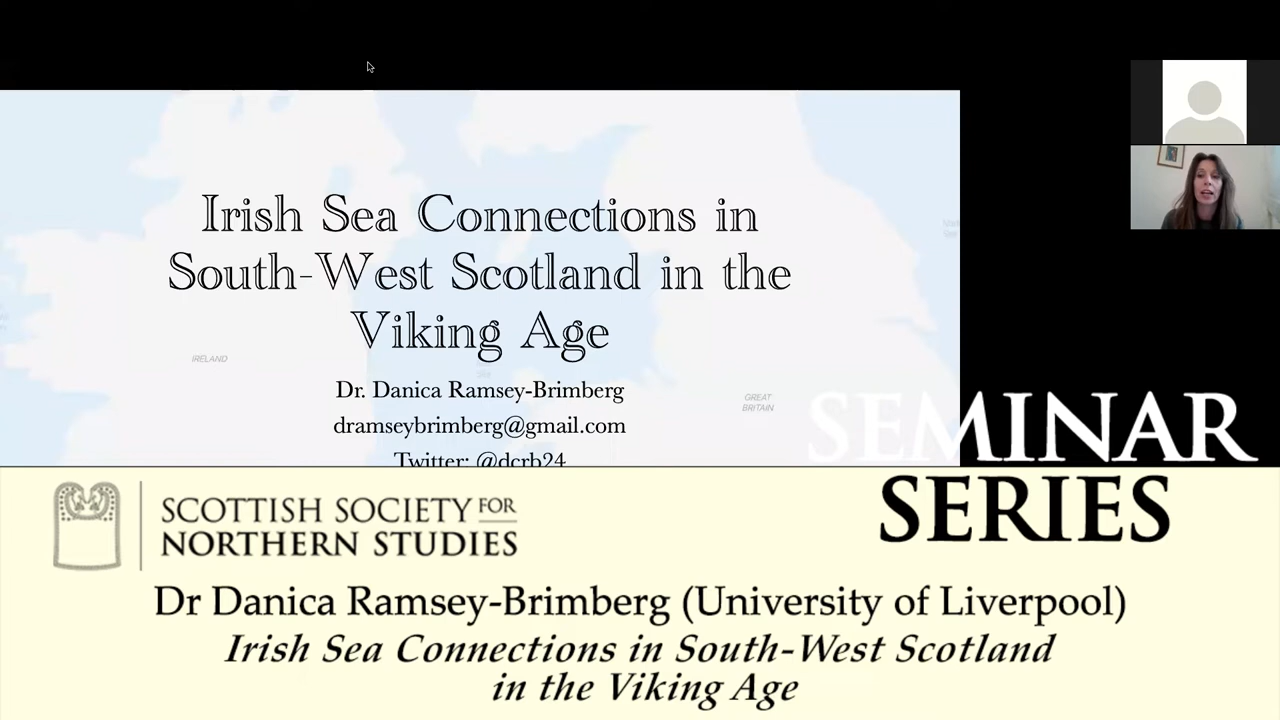 Irish Sea Connections in
South-West Scotland in the
Viking Age
IRELAND
GREAT
BRITAIN
Dr. Danica Ramsey-Brimberg
dramseybrimberg@gmail.com
Twitter: @dcrb24
SEMINAR
SERIES
SCOTTISH SOCIETY FOR
NORTHERN STUDIES
Dr Danica Ramsey-Brimberg (University of Liverpool)
Irish Sea Connections in South-West Scotland
in the Viking Age